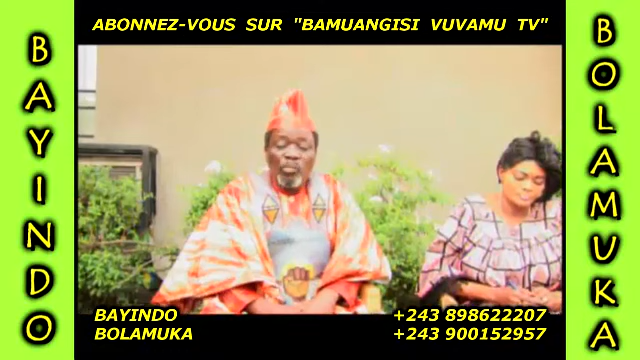 ABONNEZ-VOUS SUR "BAMUANGISI VUVAMU TV"
BAYINDO
BOLAMUKA
BAYINDO +243 898622207
BOLAMUKA +243 900152957